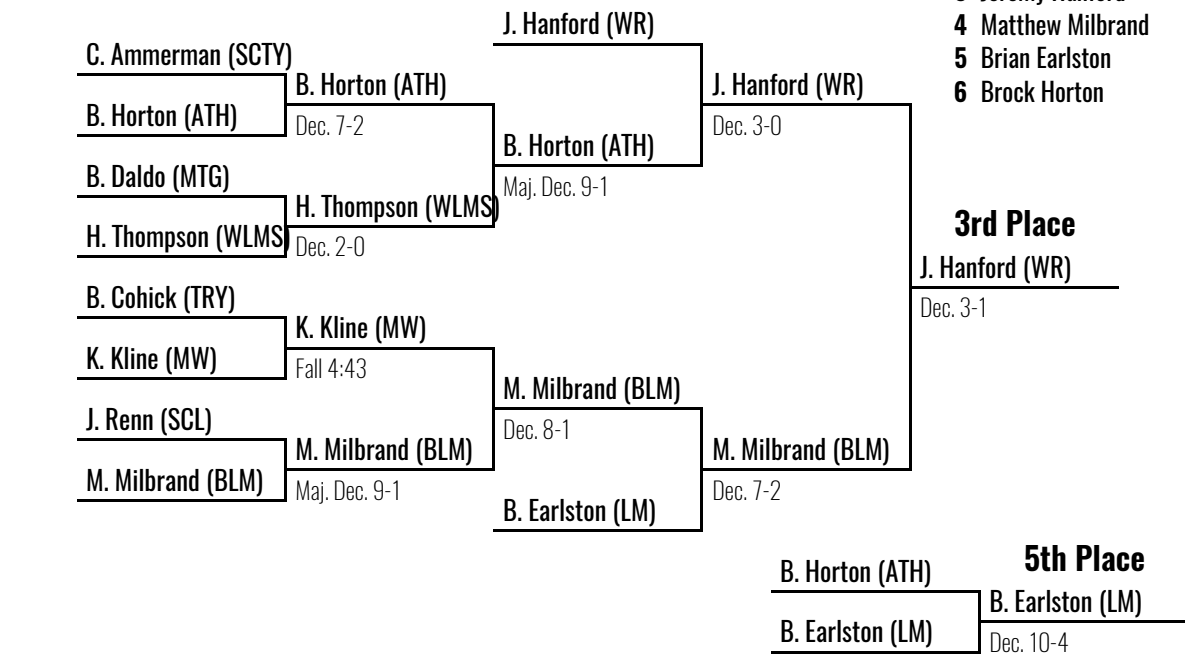 J. Hanford (WR)
4 Matthew Milbrand
C. Ammerman (SCTY)
5 Brian Earlston
B. Horton (ATH)
J. Hanford (WR)
6 Brock Horton
B. Horton (ATH)
Dec. 7-2
Dec. 3-0
B. Horton (ATH)
B. Daldo (MTG)
Maj. Dec. 9-1
H. Thompson (WLMS)
3rd Place
H. Thompson (WLMS)
Dec. 2-0
J. Hanford (WR)
B. Cohick (TRY)
Dec. 3-1
K. Kline (MW)
K. Kline (MW)
Fall 4:43
M. Milbrand (BLM)
J. Renn (SCL)
Dec. 8-1
M. Milbrand (BLM)
M. Milbrand (BLM)
M. Milbrand (BLM)
Maj. Dec. 9-1
Dec. 7-2
B. Earlston (LM)
5th Place
B. Horton (ATH)
B. Earlston (LM)
B. Earlston (LM)
Dec. 10-4